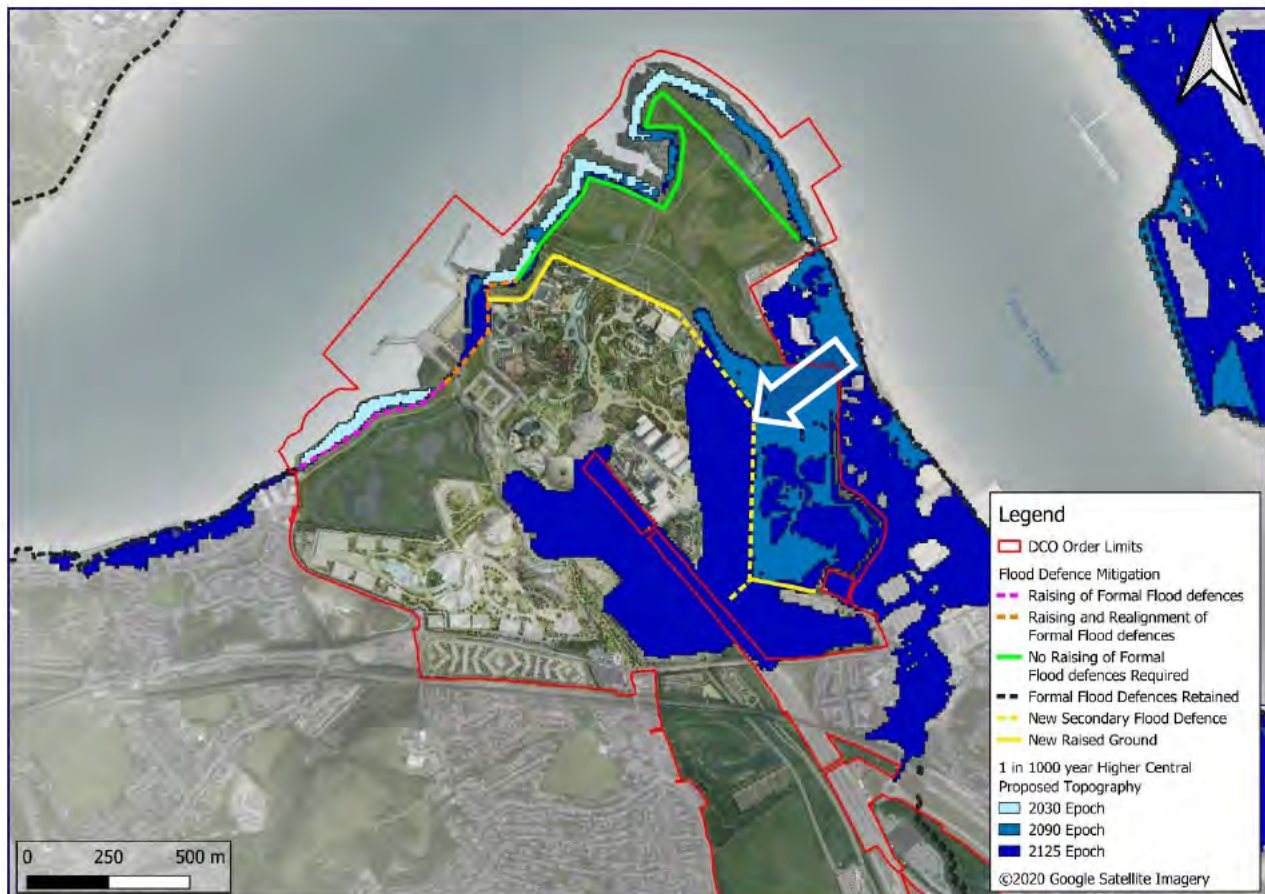 Legend
DCO Order Limits
Flood Defence Mitigation
Raising of Formal Flood defences
Raising and Realignment of
Formal Flood defences
No Raising of Formal
Flood defences Required
Formal Flood Defences Retained
New Secondary Flood Defence
New Raised Ground
1 in 1000 year Higher Central
Proposed Topography
2030 Epoch
2090 Epoch
2125 Epoch
©2020 Google Satellite Imagery
0 250 500 m